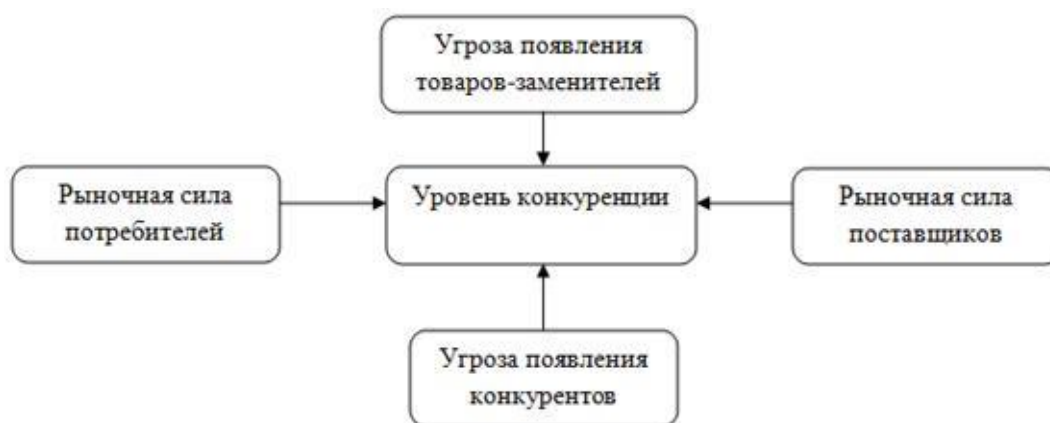 Угроза появления
товаров-заменителей
Рыночная сила
потребителей
Уровень конкуренции
Рыночная сила
поставщиков
Угроза появления
конкурентов